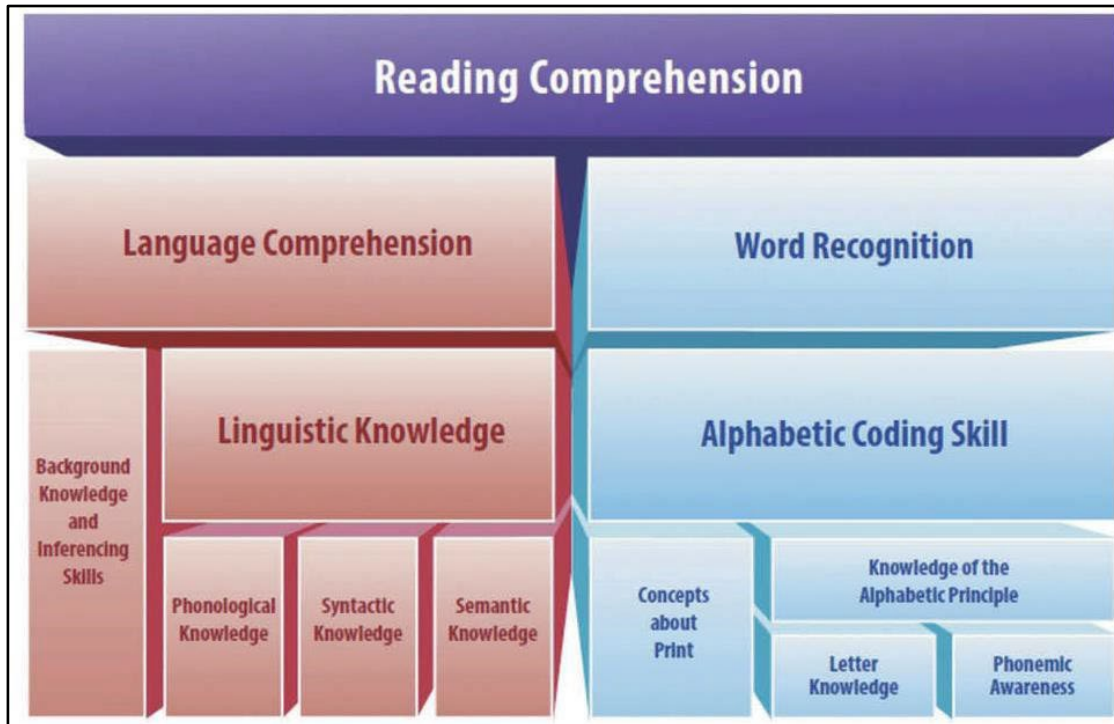 Reading Comprehension
Language Comprehension
Word Recognition
Linguistic Knowledge
Alphabetic Coding Skill
Background
Knowledge
and
Inferencing
Skills
Phonological
Knowledge
Syntactic
Knowledge
Semantic
Knowledge
Concepts
about
Print
Knowledge of the
Alphabetic Principle
Letter
Knowledge
Phonemic
Awareness